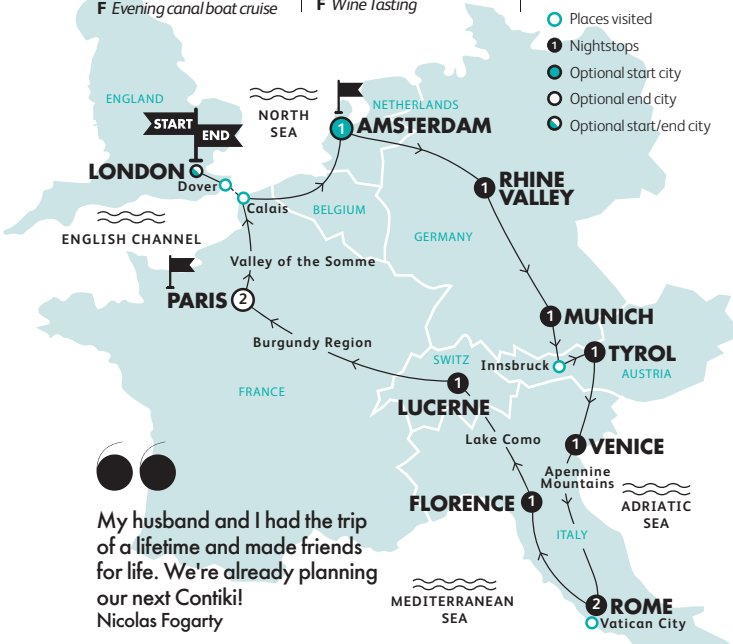 F Evening canal boat cruise
F Wine Tasting
Places visited
1 Nightstops
Optional start city
Optional end city
Optional start/end city
ENGLAND
NORTH
SEA
NETHERLANDS
START
END
1 AMSTERDAM
LONDON
Dover
Calais
BELGIUM
1 RHINE
VALLEY
ENGLISH CHANNEL
GERMANY
Valley of the Somme
PARIS 2
1 MUNICH
Burgundy Region
SWITZ
Innsbruck
1 TYROL
AUSTRIA
FRANCE
1
LUCERNE
Lake Como
1 VENICE
Apennine
Mountains
FLORENCE 1
ADRIATIC
SEA
ITALY
My husband and I had the trip
of a lifetime and made friends
for life. We're already planning
our next Contiki!
Nicolas Fogarty
MEDITERRANEAN
SEA
2 ROME
Vatican City